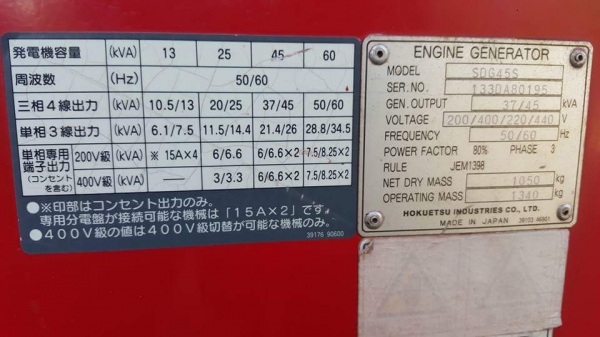 発電機容量 (kVA) 13 25 45 60
周波数 (Hz) 50/60
三相4線出力 (kVA) 10.5/13 20/25 37/45 50/60
単相3線出力 (kVA) 6.1/7.5 11.5/14.4 21.4/26 28.8/34.5
単相専用端子出力(コンセントを含む) 200V級 (kVA) ※15A×4 6/6.6 6/6.6×2 7.5/8.25×2
400V級 (kVA) — 3/3.3 6/6.6×2 7.5/8.25×2
●※印部はコンセント出力のみ。
専用分電盤が接続可能な機械は「15A×2」です。
●400V級の値は400V級切替が可能な機械のみ。
39176 90600
ENGINE GENERATOR
MODEL SDG45S
SER.NO. 133DA80195
GEN.OUTPUT 37/45 kVA
VOLTAGE 200/400/220/440 V
FREQUENCY 50/60 Hz
POWER FACTOR 80% PHASE 3
RULE JEM1398
NET DRY MASS 1050 kg
OPERATING MASS 1340 kg
HOKUETSU INDUSTRIES CO., LTD.
MADE IN JAPAN